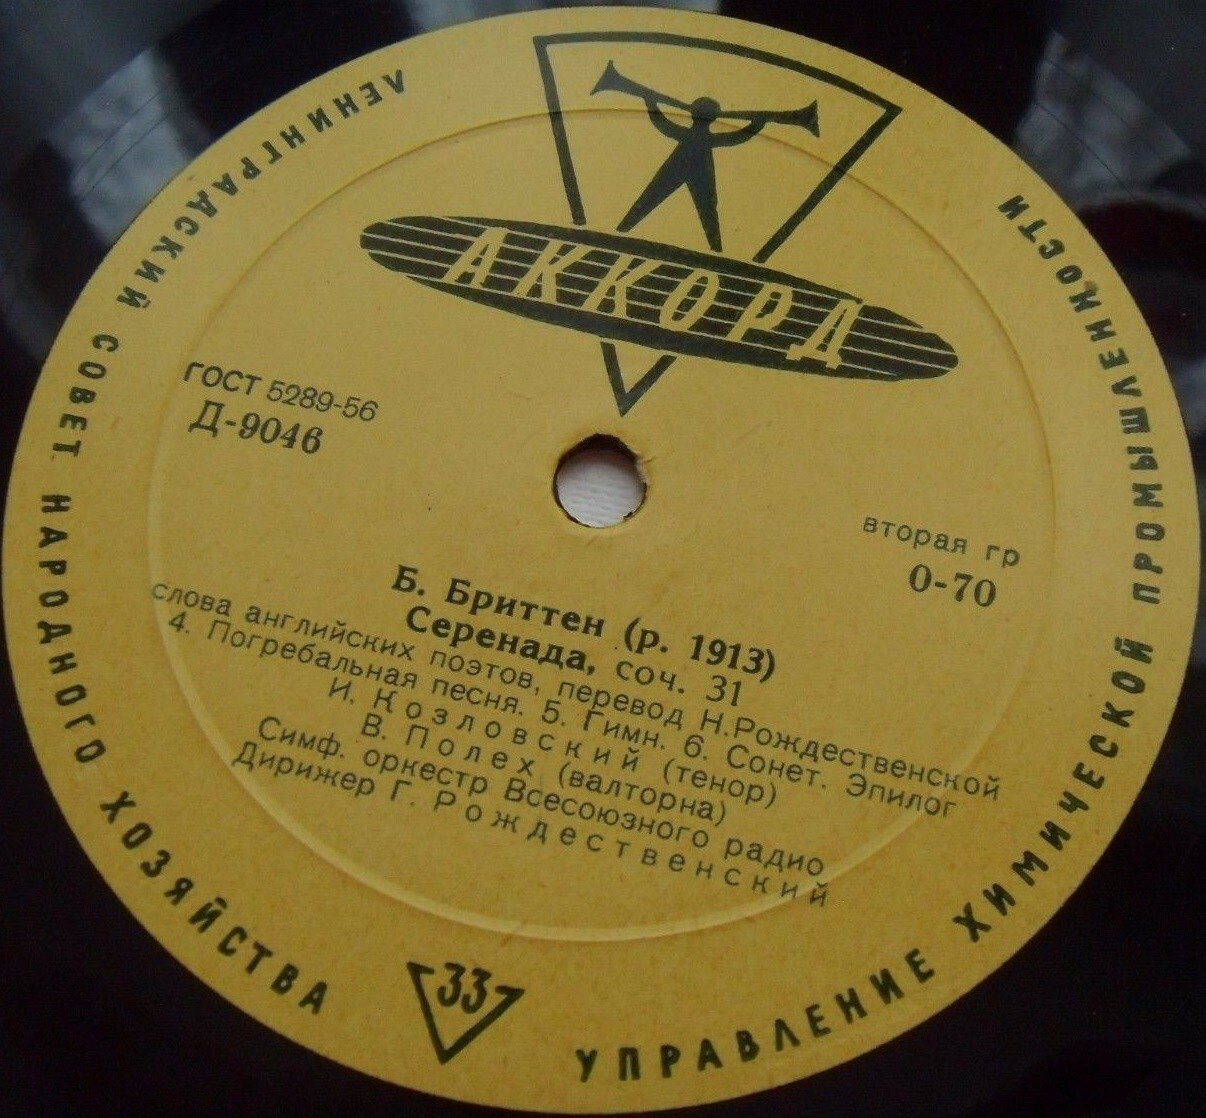 АККОРД
ЛЕНИНГРАДСКИЙ СОВЕТ НАРОДНОГО ХОЗЯЙСТВА
УПРАВЛЕНИЕ ХИМИЧЕСКОЙ ПРОМЫШЛЕННОСТИ
ГОСТ 5289-56
Д-9046
вторая гр
0-70
Б. Бриттен (р. 1913)
Серенада, соч. 31
слова английских поэтов, перевод Н.Рождественской
4. Погребальная песня. 5. Гимн. 6. Сонет. Эпилог
И. Козловский (тенор)
В. Полех (валторна)
Симф. оркестр Всесоюзного радио
Дирижер Г. Рождественский
33